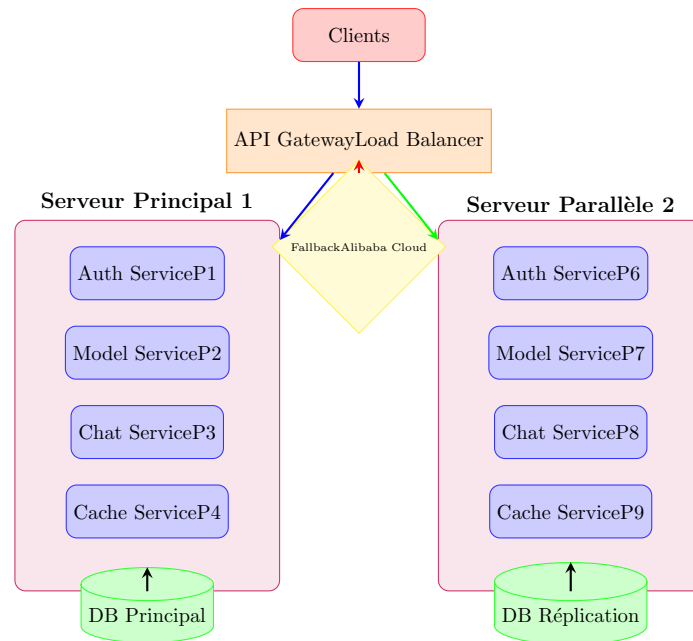 Clients
API GatewayLoad Balancer
Serveur Principal 1
Serveur Parallèle 2
FallbackAlibaba Cloud
Auth ServiceP1
Model ServiceP2
Chat ServiceP3
Cache ServiceP4
DB Principal
Auth ServiceP6
Model ServiceP7
Chat ServiceP8
Cache ServiceP9
DB Réplication